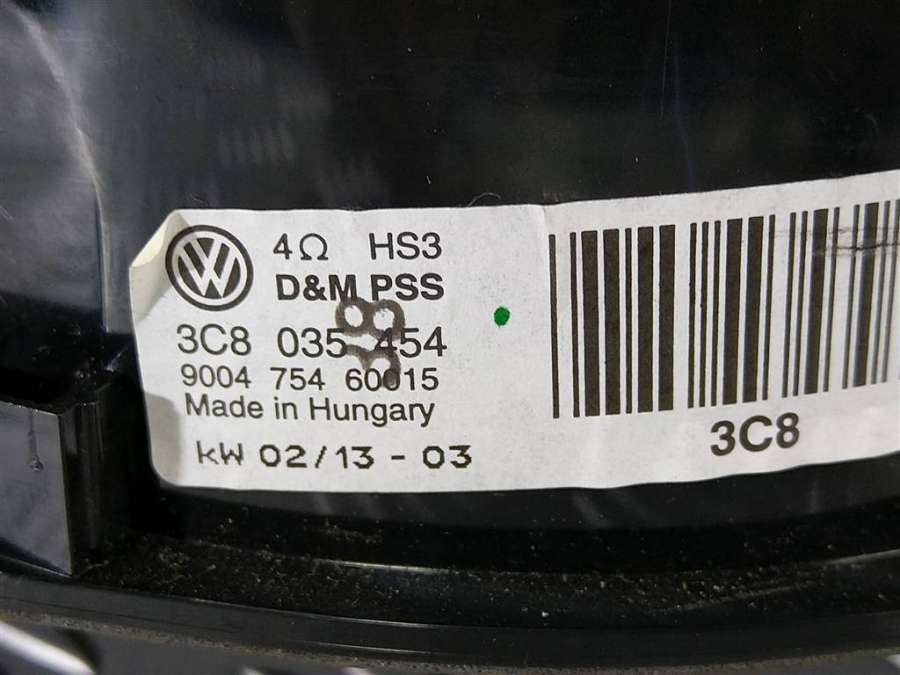 4Ω HS3
D&M PSS
3C8 035 454
9004 754 60015
Made in Hungary
kW 02/13 - 03
3C8